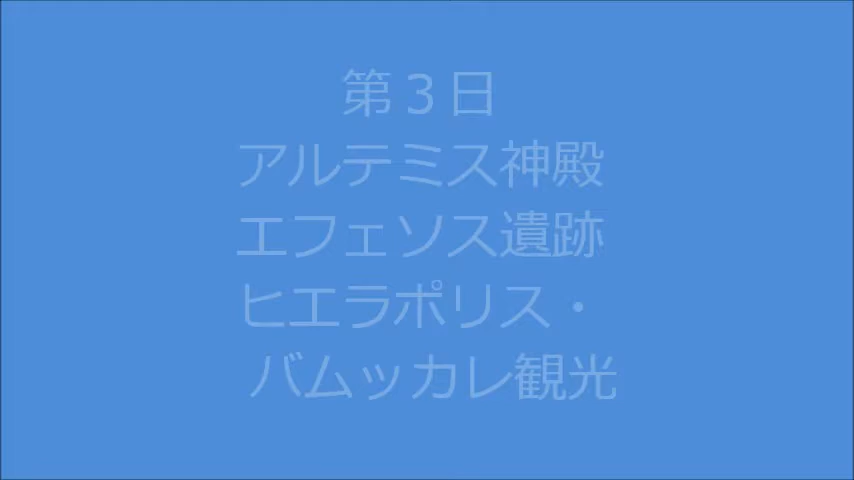 第３日
アルテミス神殿
エフェソス遺跡
ヒエラポリス・
バムッカレ観光